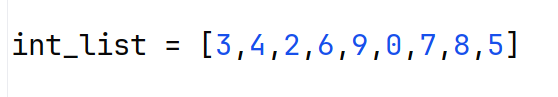 int_list = [3,4,2,6,9,0,7,8,5]